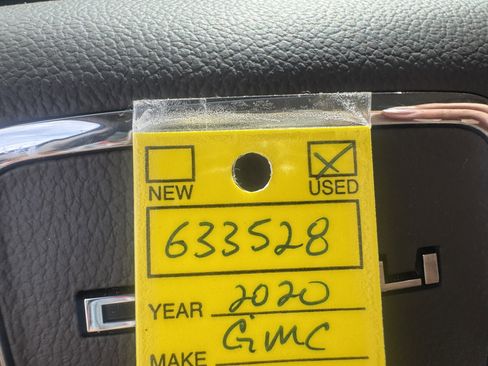 NEW USED
633528
YEAR 2020
MAKE GMC